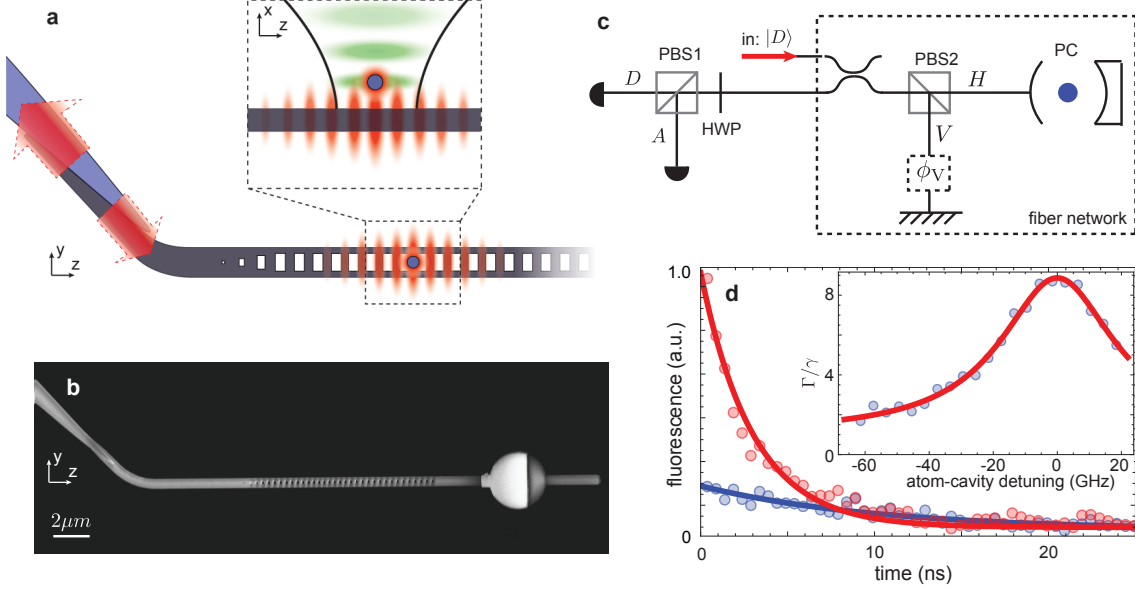 a
x
z
y
z
b
y
z
2μm
c
in: |D⟩
PBS1
PBS2
PC
D
H
HWP
A
V
ϕV
fiber network
d
1.0
0
fluorescence (a.u.)
0
10
20
time (ns)
8
4
0
Γ/γ
-60
-40
-20
0
20
atom-cavity detuning (GHz)